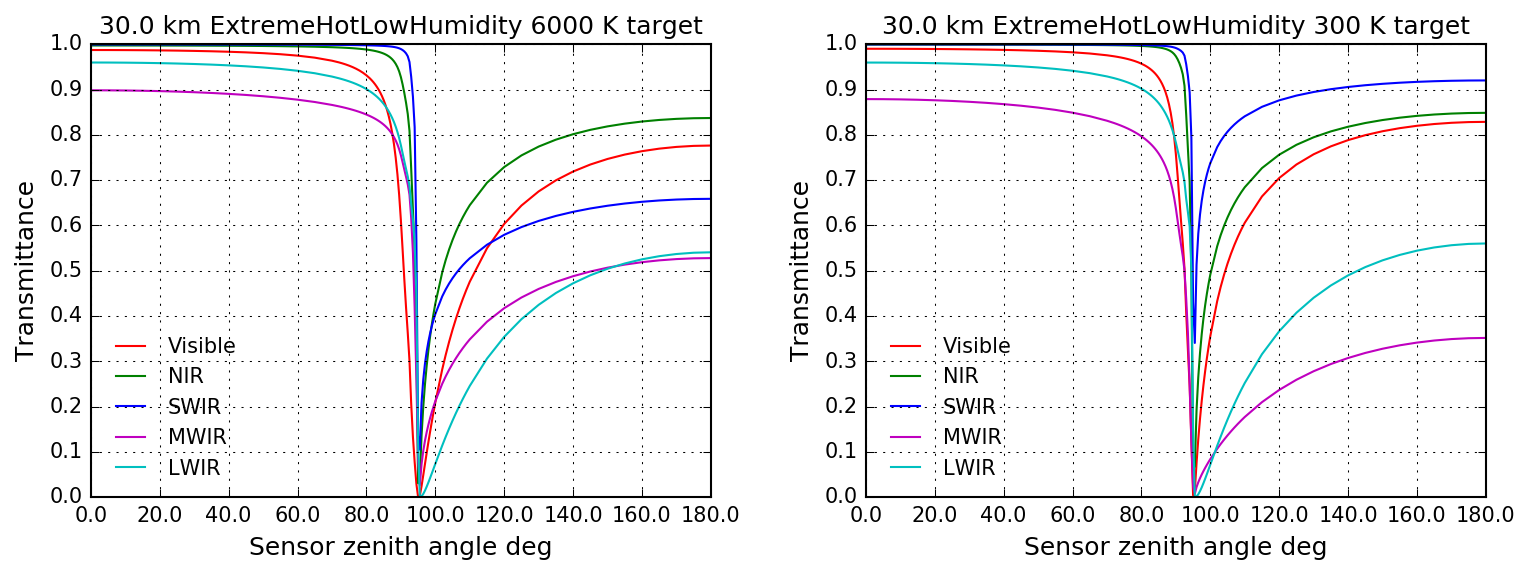 30.0 km ExtremeHotLowHumidity 6000 K target
1.0
0.9
0.8
0.7
0.6
0.5
0.4
0.3
0.2
0.1
0.0
Transmittance
Visible
NIR
SWIR
MWIR
LWIR
0.0 20.0 40.0 60.0 80.0 100.0 120.0 140.0 160.0 180.0
Sensor zenith angle deg
30.0 km ExtremeHotLowHumidity 300 K target
1.0
0.9
0.8
0.7
0.6
0.5
0.4
0.3
0.2
0.1
0.0
Transmittance
Visible
NIR
SWIR
MWIR
LWIR
0.0 20.0 40.0 60.0 80.0 100.0 120.0 140.0 160.0 180.0
Sensor zenith angle deg